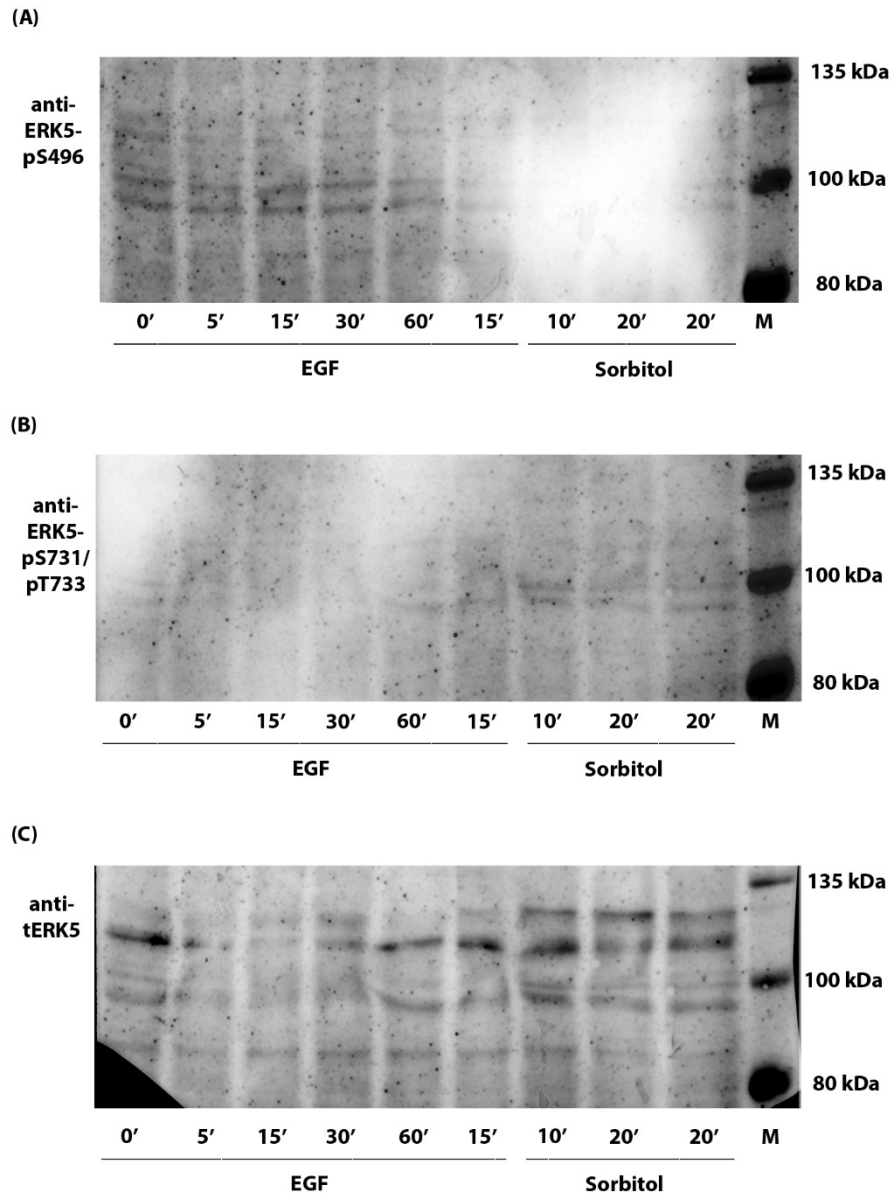 (A)
anti-
ERK5-
pS496
135 kDa
100 kDa
80 kDa
0’ 5’ 15’ 30’ 60’ 15’ 10’ 20’ 20’ M
EGF Sorbitol
(B)
anti-
ERK5-
pS731/
pT733
135 kDa
100 kDa
80 kDa
0’ 5’ 15’ 30’ 60’ 15’ 10’ 20’ 20’ M
EGF Sorbitol
(C)
anti-
tERK5
135 kDa
100 kDa
80 kDa
0’ 5’ 15’ 30’ 60’ 15’ 10’ 20’ 20’ M
EGF Sorbitol